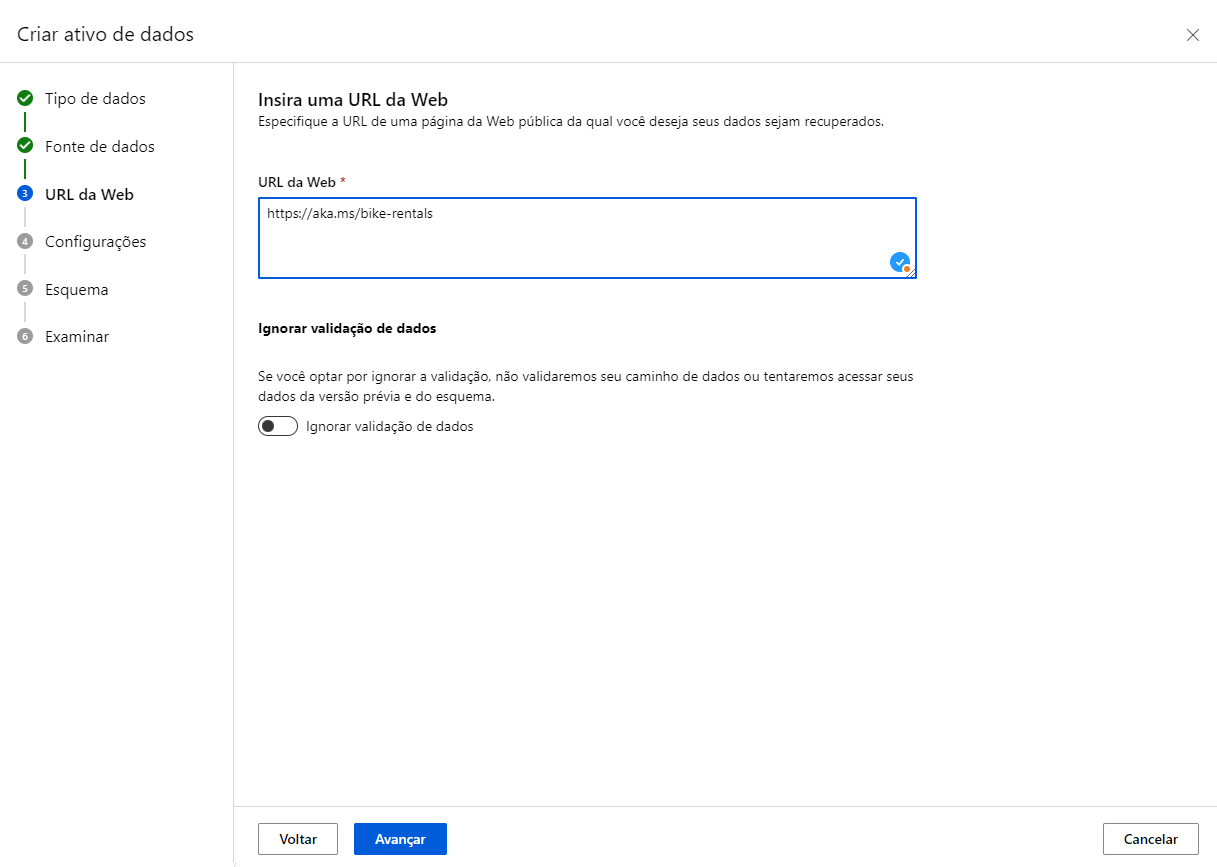 Criar ativo de dados
Tipo de dados
Fonte de dados
3 URL da Web
4 Configurações
5 Esquema
6 Examinar
Insira uma URL da Web
Especifique a URL de uma página da Web pública da qual você deseja seus dados sejam recuperados.
URL da Web *
https://aka.ms/bike-rentals
Ignorar validação de dados
Se você optar por ignorar a validação, não validaremos seu caminho de dados ou tentaremos acessar seus
dados da versão prévia e do esquema.
Ignorar validação de dados
Voltar
Avançar
Cancelar